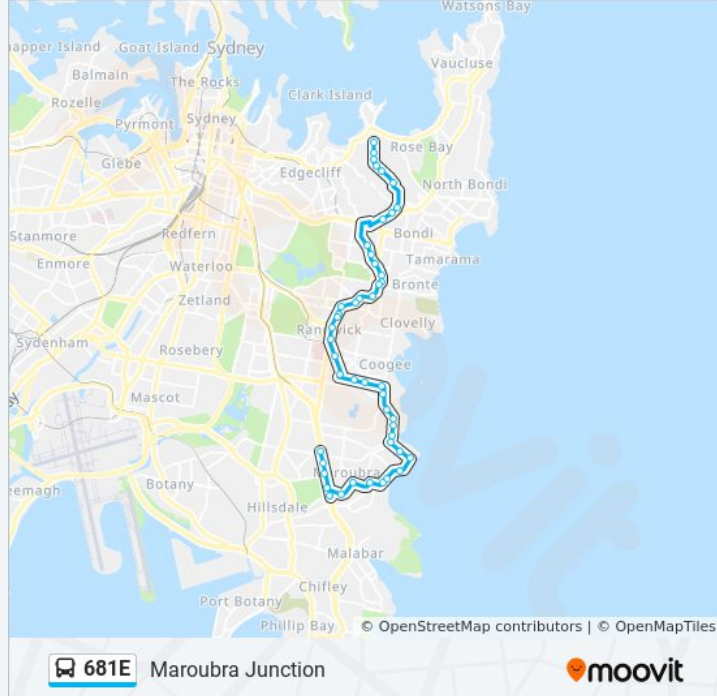 Watsons Bay
napper Island
Goat Island
Sydney
Vaucluse
Balmain
The Rocks
Clark Island
Rozelle
Pyrmont
Sydney
Rose Bay
Glebe
Edgecliff
North Bondi
Stanmore
Redfern
Bondi
Enmore
Waterloo
Tamarama
Zetland
Bronte
Randwick
Clovelly
Sydenham
Rosebery
Coogee
Mascot
Maroubra
eemagh
Botany
Hillsdale
Malabar
Chifley
Port Botany
Phillip Bay
© OpenStreetMap contributors | © OpenMapTiles
681E Maroubra Junction
moovit